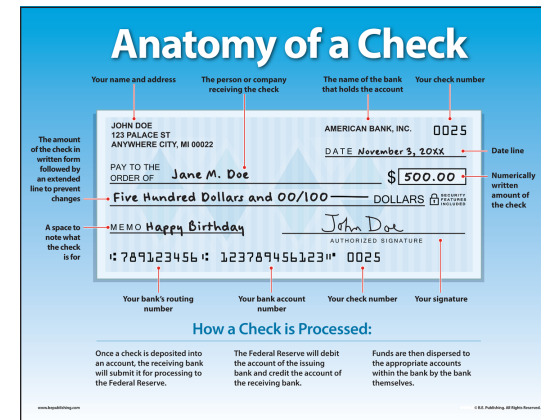 Anatomy of a Check
Your name and address
The person or company
receiving the check
The name of the bank
that holds the account
Your check number
The amount
of the check in
written form
followed by
an extended
line to prevent
changes
A space to
note what
the check
is for
JOHN DOE
123 PALACE ST
ANYWHERE CITY, MI 00022
AMERICAN BANK, INC.
0025
DATE November 3, 20XX
PAY TO THE
ORDER OF Jane M. Doe
$ 500.00
Five Hundred Dollars and 00/100 DOLLARS
SECURITY
FEATURES
INCLUDED
MEMO Happy Birthday
John Doe
AUTHORIZED SIGNATURE
⑆789123456⑆ 123789456123⑈ 0025
Date line
Numerically
written
amount of
the check
Your bank's routing
number
Your bank account
number
Your check number
Your signature
How a Check is Processed:
Once a check is deposited into
an account, the receiving bank
will submit it for processing to
the Federal Reserve.
The Federal Reserve will debit
the account of the issuing
bank and credit the account of
the receiving bank.
Funds are then dispersed to
the appropriate accounts
within the bank by the bank
themselves.
www.bepublishing.com
© B.E. Publishing. All Rights Reserved.